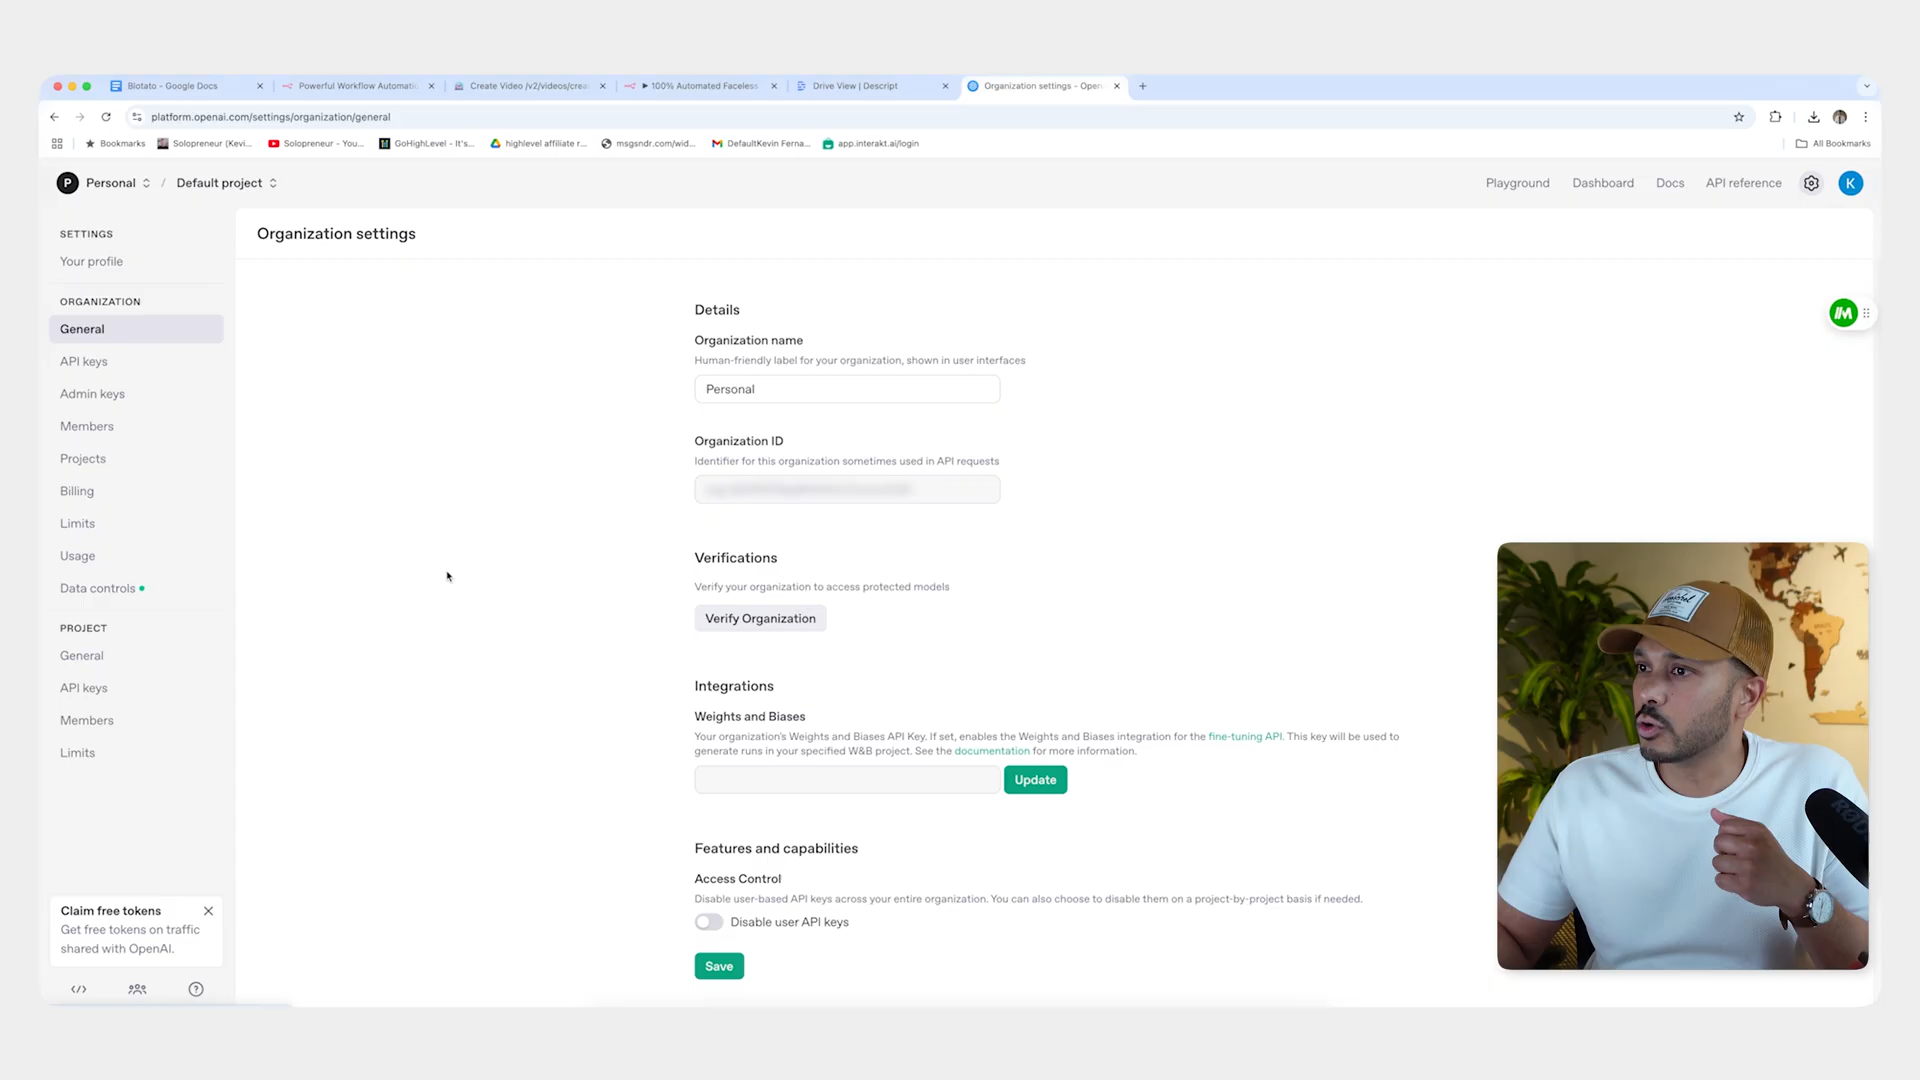 Blotato - Google Docs
Powerful Workflow Automatic
Create Video /v2/videos/crea
100% Automated Faceless
Drive View | Descript
Organization settings - Open
platform.openai.com/settings/organization/general
Bookmarks
Solopreneur (Kevi...
Solopreneur - You...
GoHighLevel - It's...
highlevel affiliate r...
msgsndr.com/wid...
DefaultKevin Ferna...
app.interakt.ai/login
All Bookmarks
P Personal / Default project
Playground
Dashboard
Docs
API reference
K
SETTINGS
Your profile
ORGANIZATION
General
API keys
Admin keys
Members
Projects
Billing
Limits
Usage
Data controls
PROJECT
General
API keys
Members
Limits
Claim free tokens
Get free tokens on traffic
shared with OpenAI.
Organization settings
Details
Organization name
Human-friendly label for your organization, shown in user interfaces
Personal
Organization ID
Identifier for this organization sometimes used in API requests
Verifications
Verify your organization to access protected models
Verify Organization
Integrations
Weights and Biases
Your organization's Weights and Biases API Key. If set, enables the Weights and Biases integration for the fine-tuning API. This key will be used to
generate runs in your specified W&B project. See the documentation for more information.
Update
Features and capabilities
Access Control
Disable user-based API keys across your entire organization. You can also choose to disable them on a project-by-project basis if needed.
Disable user API keys
Save